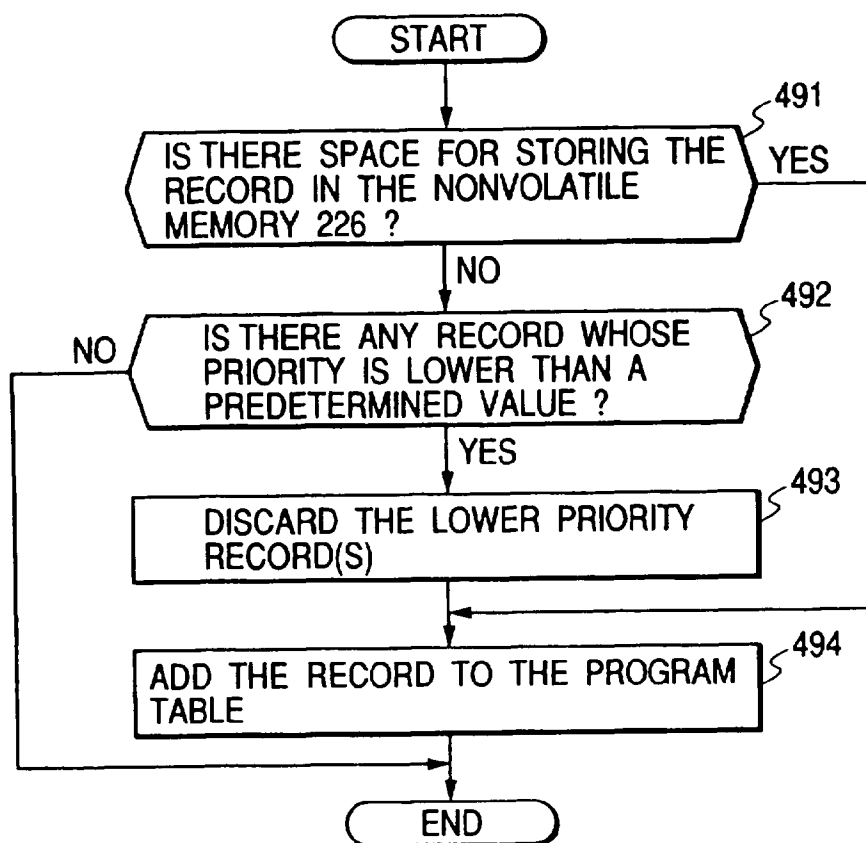 START
491
IS THERE SPACE FOR STORING THE
RECORD IN THE NONVOLATILE
MEMORY 226 ?
YES
NO
492
IS THERE ANY RECORD WHOSE
PRIORITY IS LOWER THAN A
PREDETERMINED VALUE ?
NO
YES
493
DISCARD THE LOWER PRIORITY
RECORD(S)
494
ADD THE RECORD TO THE PROGRAM
TABLE
END